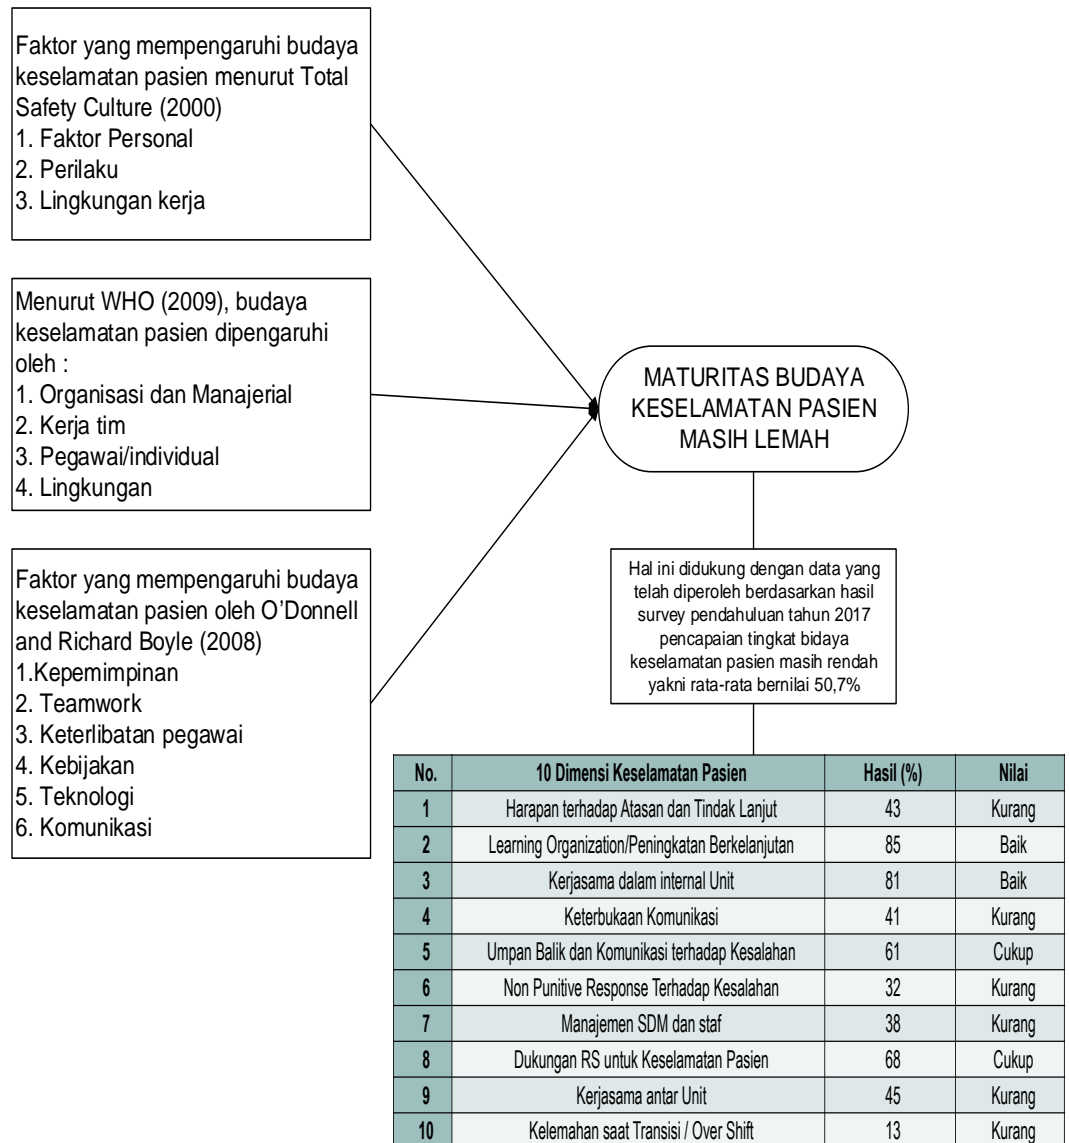 Faktor yang mempengaruhi budaya
keselamatan pasien menurut Total
Safety Culture (2000)
1. Faktor Personal
2. Perilaku
3. Lingkungan kerja
Menurut WHO (2009), budaya
keselamatan pasien dipengaruhi
oleh :
1. Organisasi dan Manajerial
2. Kerja tim
3. Pegawai/individual
4. Lingkungan
Faktor yang mempengaruhi budaya
keselamatan pasien oleh O’Donnell
and Richard Boyle (2008)
1.Kepemimpinan
2. Teamwork
3. Keterlibatan pegawai
4. Kebijakan
5. Teknologi
6. Komunikasi
MATURITAS BUDAYA
KESELAMATAN PASIEN
MASIH LEMAH
Hal ini didukung dengan data yang
telah diperoleh berdasarkan hasil
survey pendahuluan tahun 2017
pencapaian tingkat bidaya
keselamatan pasien masih rendah
yakni rata-rata bernilai 50,7%
No. 10 Dimensi Keselamatan Pasien Hasil (%) Nilai
1 Harapan terhadap Atasan dan Tindak Lanjut 43 Kurang
2 Learning Organization/Peningkatan Berkelanjutan 85 Baik
3 Kerjasama dalam internal Unit 81 Baik
4 Keterbukaan Komunikasi 41 Kurang
5 Umpan Balik dan Komunikasi terhadap Kesalahan 61 Cukup
6 Non Punitive Response Terhadap Kesalahan 32 Kurang
7 Manajemen SDM dan staf 38 Kurang
8 Dukungan RS untuk Keselamatan Pasien 68 Cukup
9 Kerjasama antar Unit 45 Kurang
10 Kelemahan saat Transisi / Over Shift 13 Kurang